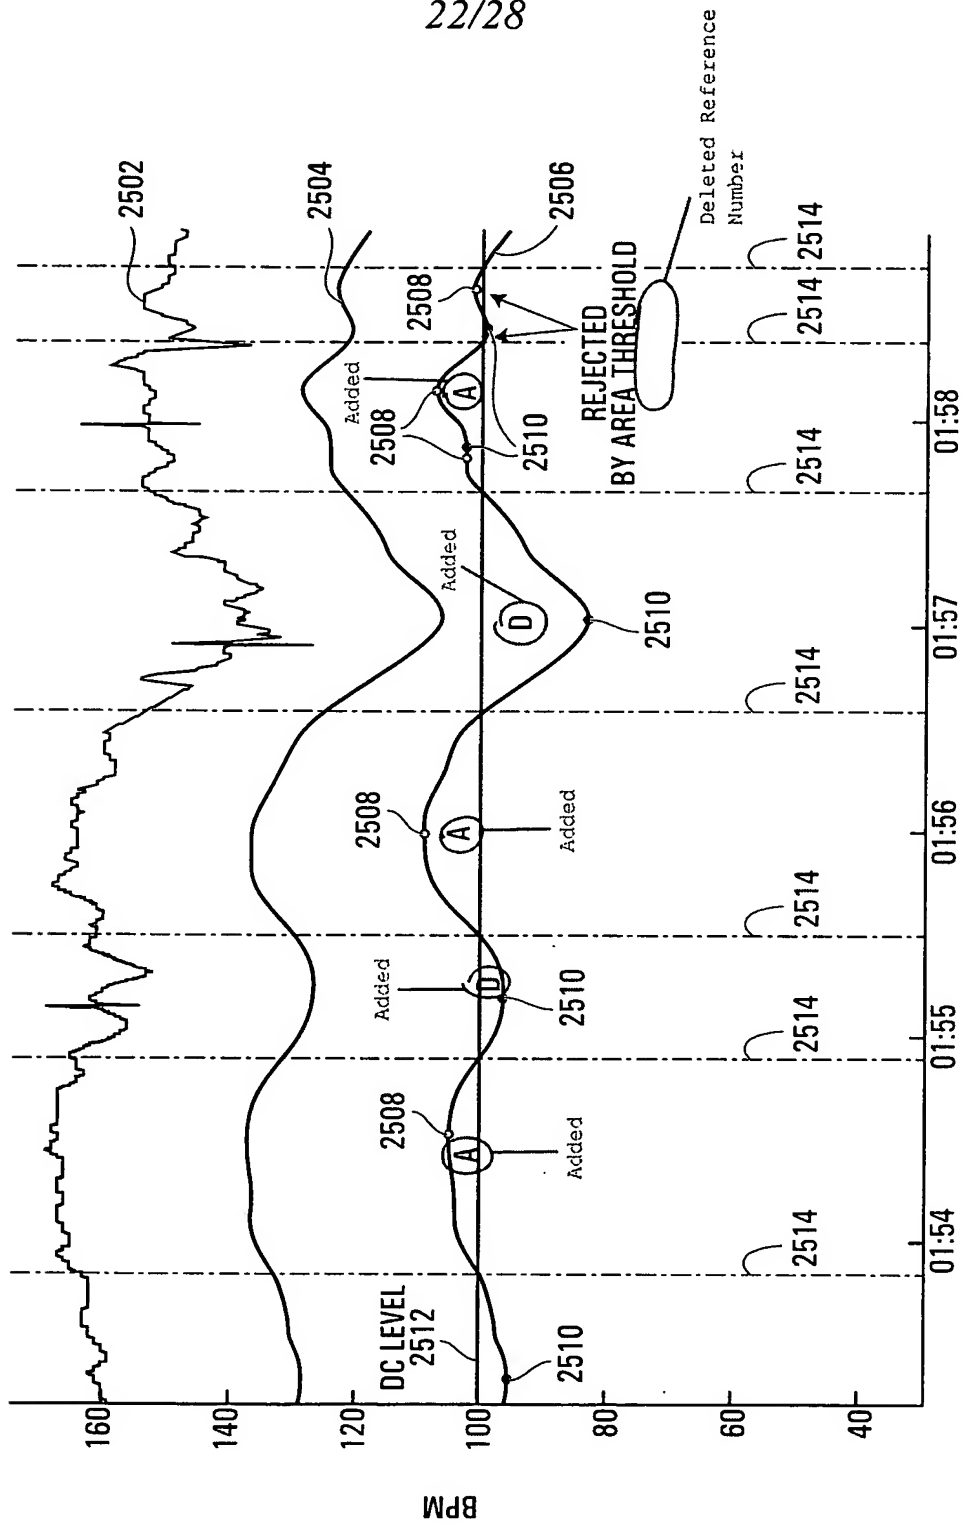 22/28
2502
2504
2506
2508
Added
2508
A
2510
REJECTED
BY AREA THRESHOLD
Deleted Reference
Number
Added
D
2510
2508
A
Added
Added
D
2510
2508
A
Added
DC LEVEL
2512
2510
2514
2514
2514
2514
2514
2514
2514
160
140
120
100
80
60
40
BPM
01:54
01:55
01:56
01:57
01:58